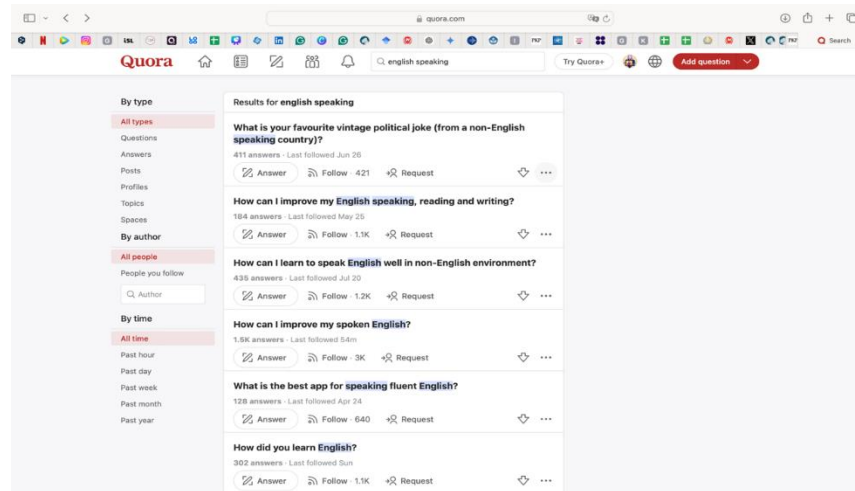 quora.com
Search
Quora
english speaking
Try Quora+
Add question
By type
All types
Questions
Answers
Posts
Profiles
Topics
Spaces
By author
All people
People you follow
Author
By time
All time
Past hour
Past day
Past week
Past month
Past year
Results for english speaking
What is your favourite vintage political joke (from a non-English
speaking country)?
411 answers · Last followed Jun 26
Answer Follow · 421 Request
How can I improve my English speaking, reading and writing?
184 answers · Last followed May 25
Answer Follow · 1.1K Request
How can I learn to speak English well in non-English environment?
435 answers · Last followed Jul 20
Answer Follow · 1.2K Request
How can I improve my spoken English?
1.5K answers · Last followed 54m
Answer Follow · 3K Request
What is the best app for speaking fluent English?
128 answers · Last followed Apr 24
Answer Follow · 640 Request
How did you learn English?
302 answers · Last followed Sun
Answer Follow · 1.1K Request